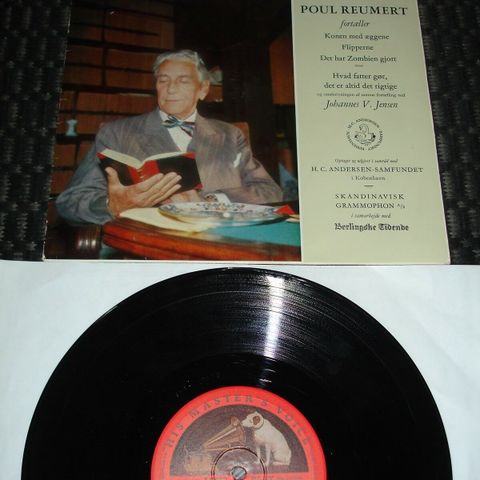 POUL REUMERT
fortæller
Konen med æggene
Flipperne
Det har Zombien gjort
Hvad fatter gør,
det er altid det rigtige
og omskrivningen af samme fortælling ved
Johannes V. Jensen
H. C. ANDERSEN
Optaget og udgivet i samråd med
H. C. ANDERSEN-SAMFUNDET
i København
SKANDINAVISK
GRAMMOPHON A/S
i samarbejde med
Berlingske Tidende
HIS MASTER'S VOICE